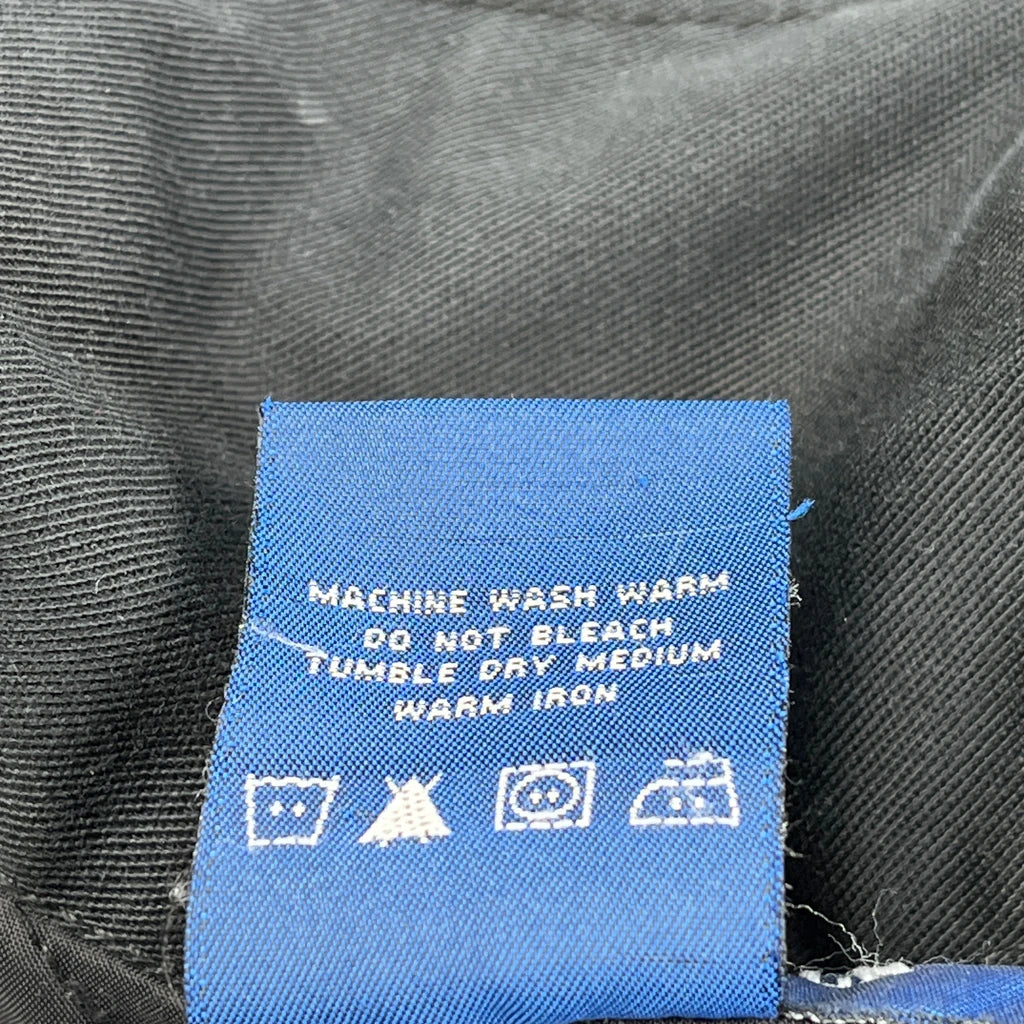 MACHINE WASH WARM
DO NOT BLEACH
TUMBLE DRY MEDIUM
WARM IRON